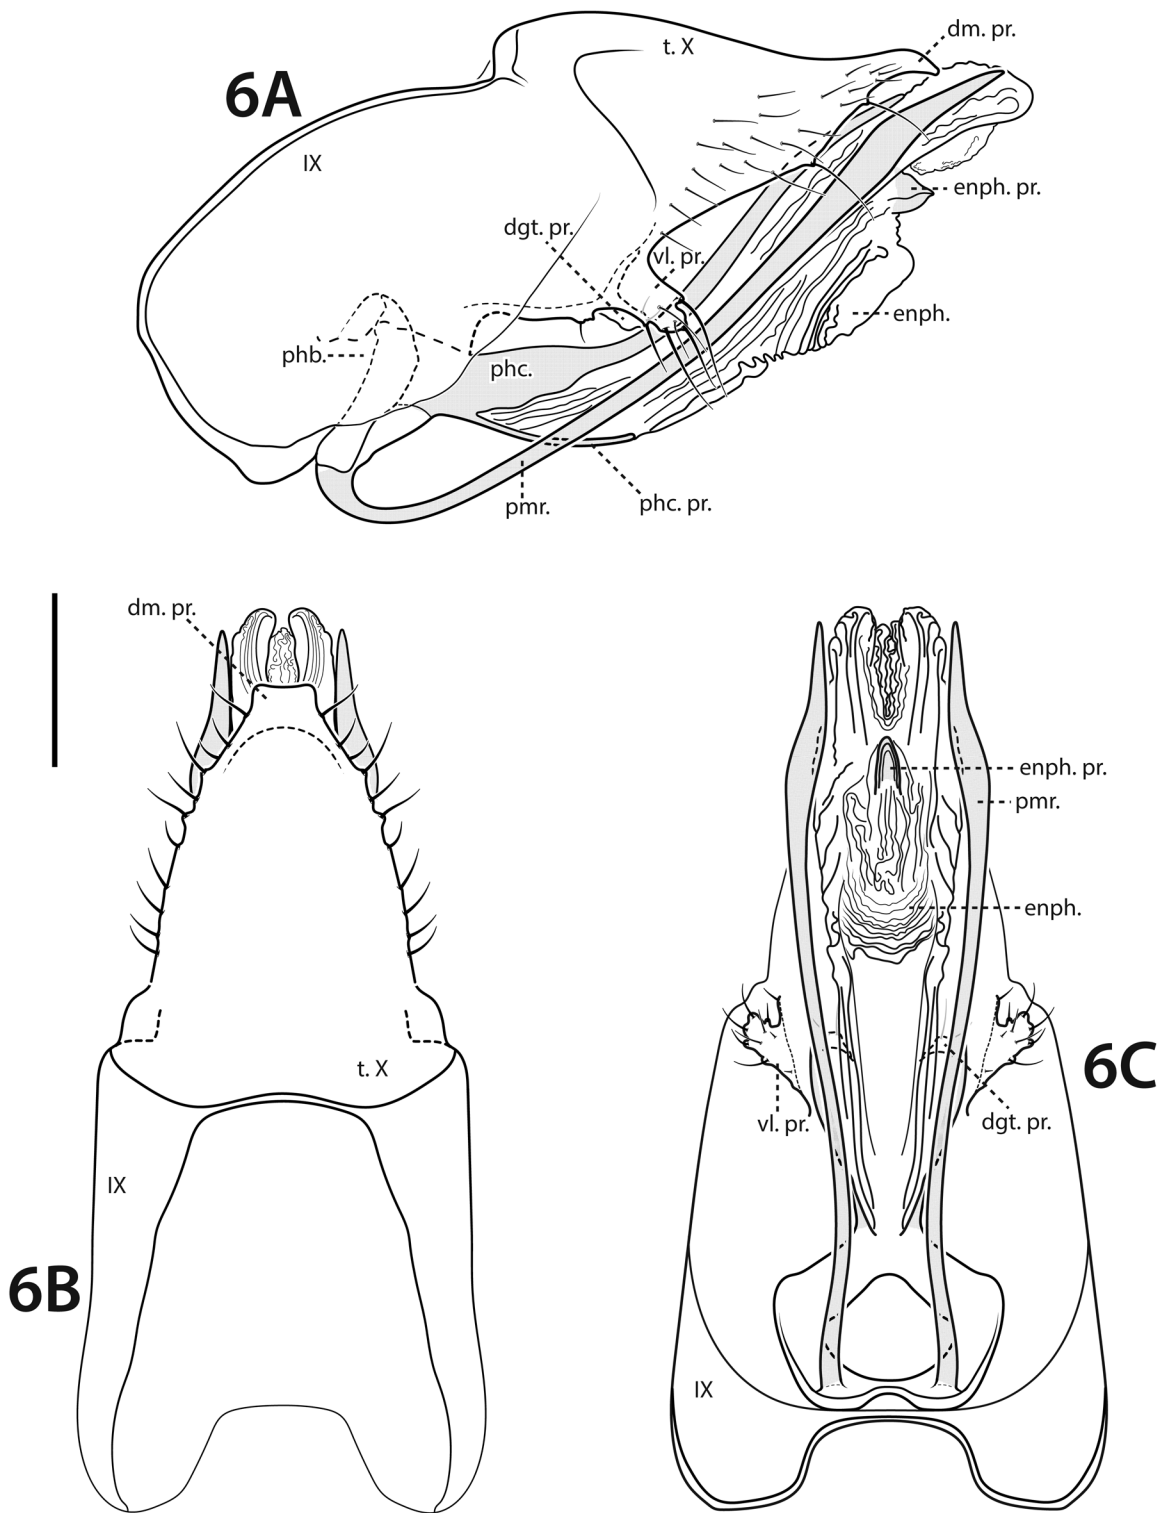 dm. pr.
t. X
6A
IX
enph. pr.
dgt. pr.
vl. pr.
enph.
phb.
phc.
pmr.
phc. pr.
dm. pr.
t. X
IX
6B
enph. pr.
pmr.
enph.
6C
vl. pr.
dgt. pr.
IX